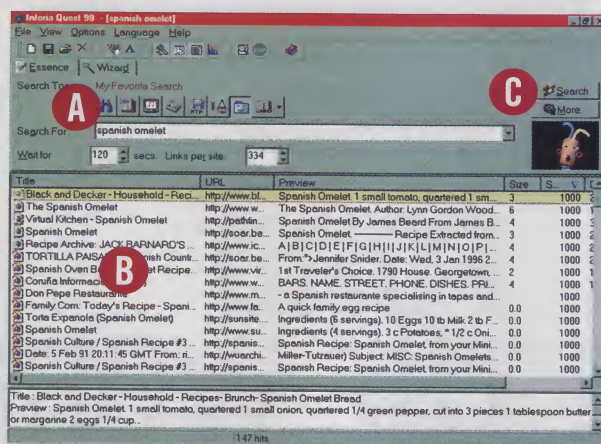 Inforia Quest 98 - [spanish omelet]
File View Options Language Help
Essence Wizard
My Favorite Search
A
C
Search
More
Search For: spanish omelet
Wait for 120 secs. Links per site: 334
Title URL Preview Size S...
Black and Decker - Household - Reci... http://www.bl... Spanish Omelet. 1 small tomato, quartered 1 sm... 3 1000
The Spanish Omelet http://www.w... The Spanish Omelet. Author: Lynn Gordon Wood... 6 1000
Virtual Kitchen - Spanish Omelet http://pathfin... Spanish Omelet By James Beard From James B... 4 1000
Spanish Omelet http://soar.be... Spanish Omelet. Recipe Extracted from... 3 1000
Recipe Archive: JACK BARNARD'S ... http://www.ic... A|B|C|D|E|F|G|H|I|J|K|L|M|N|O|P|... 4 1000
TORTILLA PAISA Countr... http://soar.be... From:">Jennifer Snider. Date: Wed, 3 Jan 1996 2... 4 1000
B
Spanish Oven Recipe... http://www.vir... 1st Traveler's Choice. 1790 House. Georgetown, ... 2 1000
Coruña Informac http://www.w... BARS. NAME. STREET. PHONE. DISHES. PRI... 4 1000
Don Pepe Restaurante http://www.m... - a Spanish restaurante specialising in tapas and... 1000
Family.Com: Today's Recipe - Spani... http://www.fa... A quick family egg recipe 0.0 1000
Torta Expanola (Spanish Omelet) http://sunsite... Ingredients (6 servings). 10 Eggs 10 tb Milk 2 tb F... 0.0 1000
Spanish Omelet http://www.su... Ingredients (4 servings). 3 c Potatoes, * 1/2 c Oni... 0.0 1000
Spanish Culture / Spanish Recipe #3 ... http://spanis... Spanish Recipe: Spanish Omelet, from your Mini... 0.0 1000
Date: 5 Feb 91 20:11:45 GMT From: ri... http://wuarchi... Miller-Tutzauer) Subject: MISC: Spanish Omelets... 0.0 1000
Spanish Culture / Spanish Recipe #3 ... http://spanis... Spanish Recipe: Spanish Omelet, from your Mini... 0.0 1000
Title : Black and Decker - Household - Recipes- Brunch- Spanish Omelet Bread
Preview : Spanish Omelet. 1 small tomato, quartered 1 small onion, quartered 1/4 green pepper, cut into 3 pieces 1 tablespoon butter
or margarine 2 eggs 1/4 cup...
147 hits